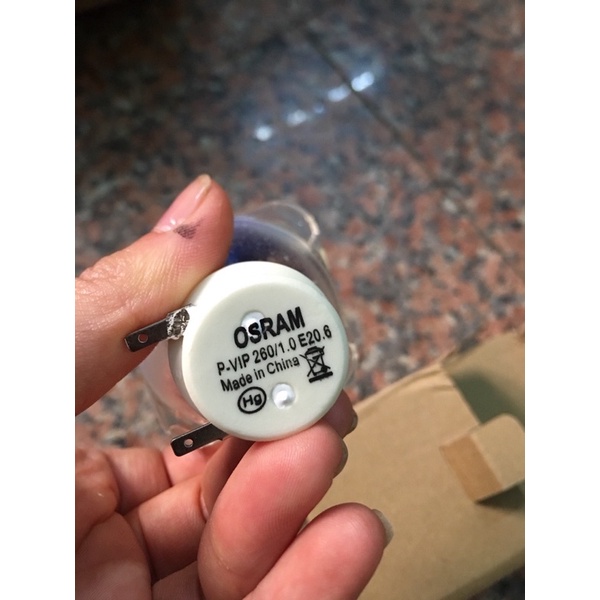 OSRAM
P-VIP 260/1.0 E20.6
Made in China
Hg